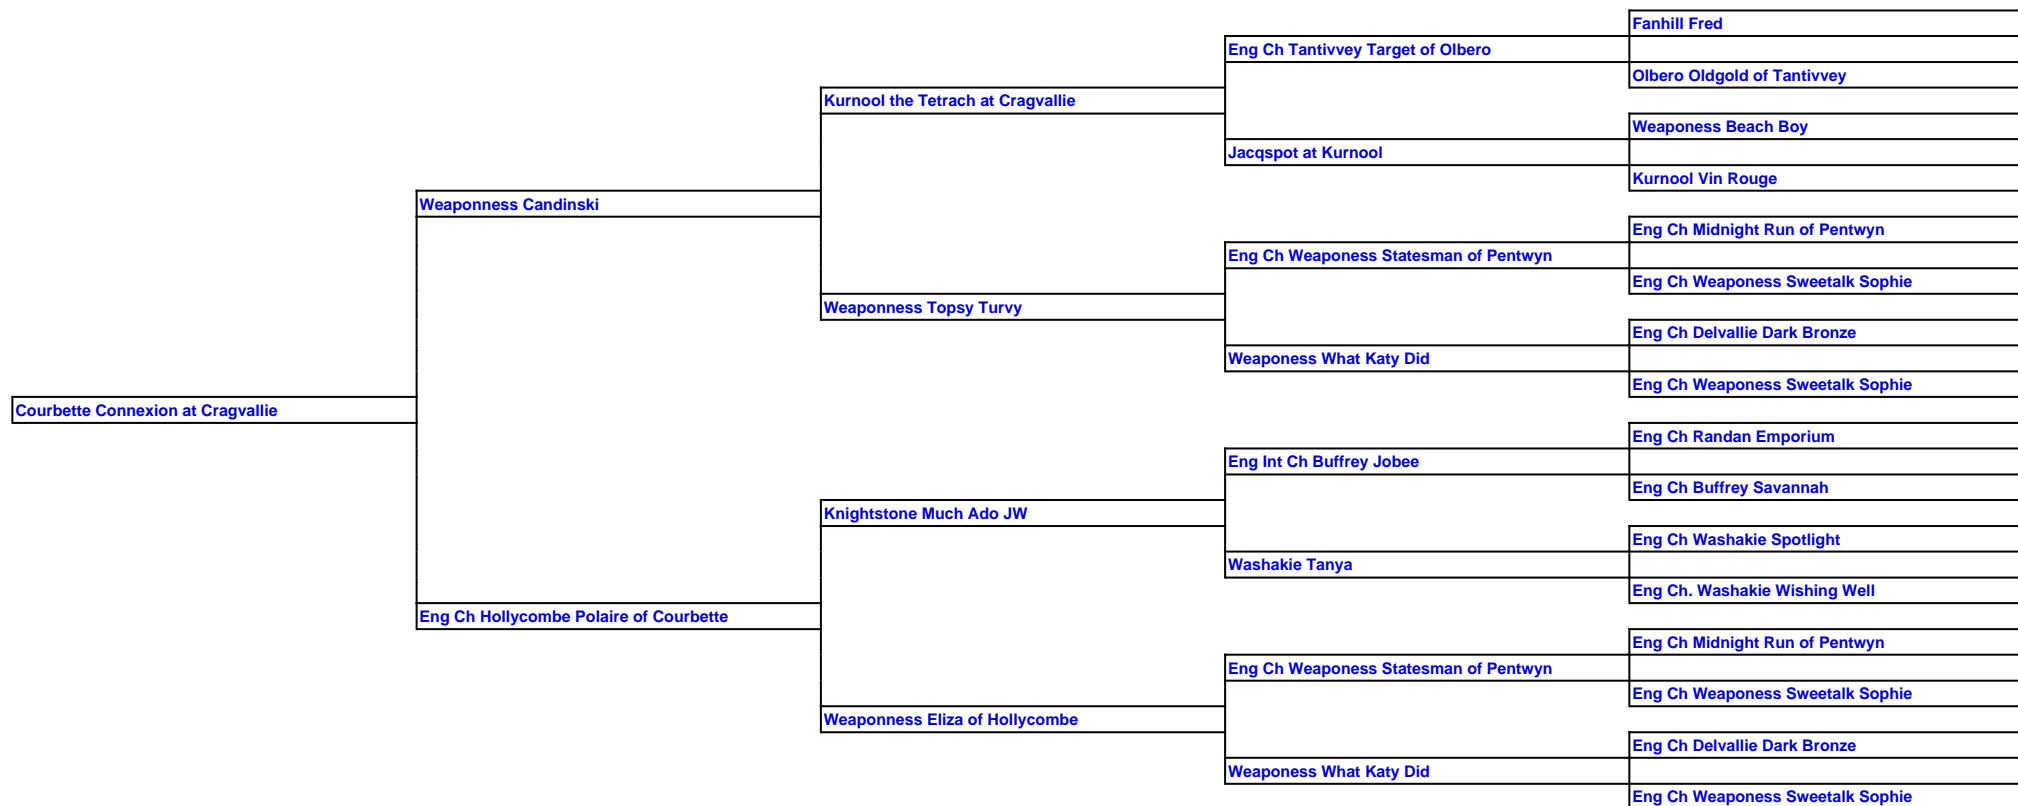 Fanhill Fred
Eng Ch Tantivvey Target of Olbero
Olbero Oldgold of Tantivvey
Kurnool the Tetrach at Cragvallie
Weaponess Beach Boy
Jacqspot at Kurnool
Kurnool Vin Rouge
Weaponness Candinski
Eng Ch Midnight Run of Pentwyn
Eng Ch Weaponess Statesman of Pentwyn
Eng Ch Weaponess Sweetalk Sophie
Weaponness Topsy Turvy
Eng Ch Delvallie Dark Bronze
Weaponess What Katy Did
Eng Ch Weaponess Sweetalk Sophie
Courbette Connexion at Cragvallie
Eng Ch Randan Emporium
Eng Int Ch Buffrey Jobee
Eng Ch Buffrey Savannah
Knightstone Much Ado JW
Eng Ch Washakie Spotlight
Washakie Tanya
Eng Ch. Washakie Wishing Well
Eng Ch Hollycombe Polaire of Courbette
Eng Ch Midnight Run of Pentwyn
Eng Ch Weaponess Statesman of Pentwyn
Eng Ch Weaponess Sweetalk Sophie
Weaponness Eliza of Hollycombe
Eng Ch Delvallie Dark Bronze
Weaponess What Katy Did
Eng Ch Weaponess Sweetalk Sophie